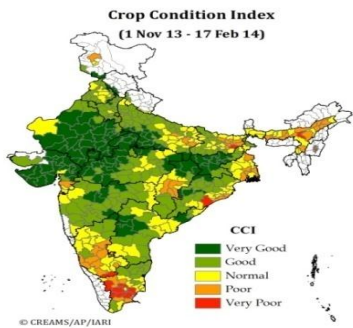 Crop Condition Index
(1 Nov 13 - 17 Feb 14)
CCI
Very Good
Good
Normal
Poor
Very Poor
© CREAMS/AP/IARI